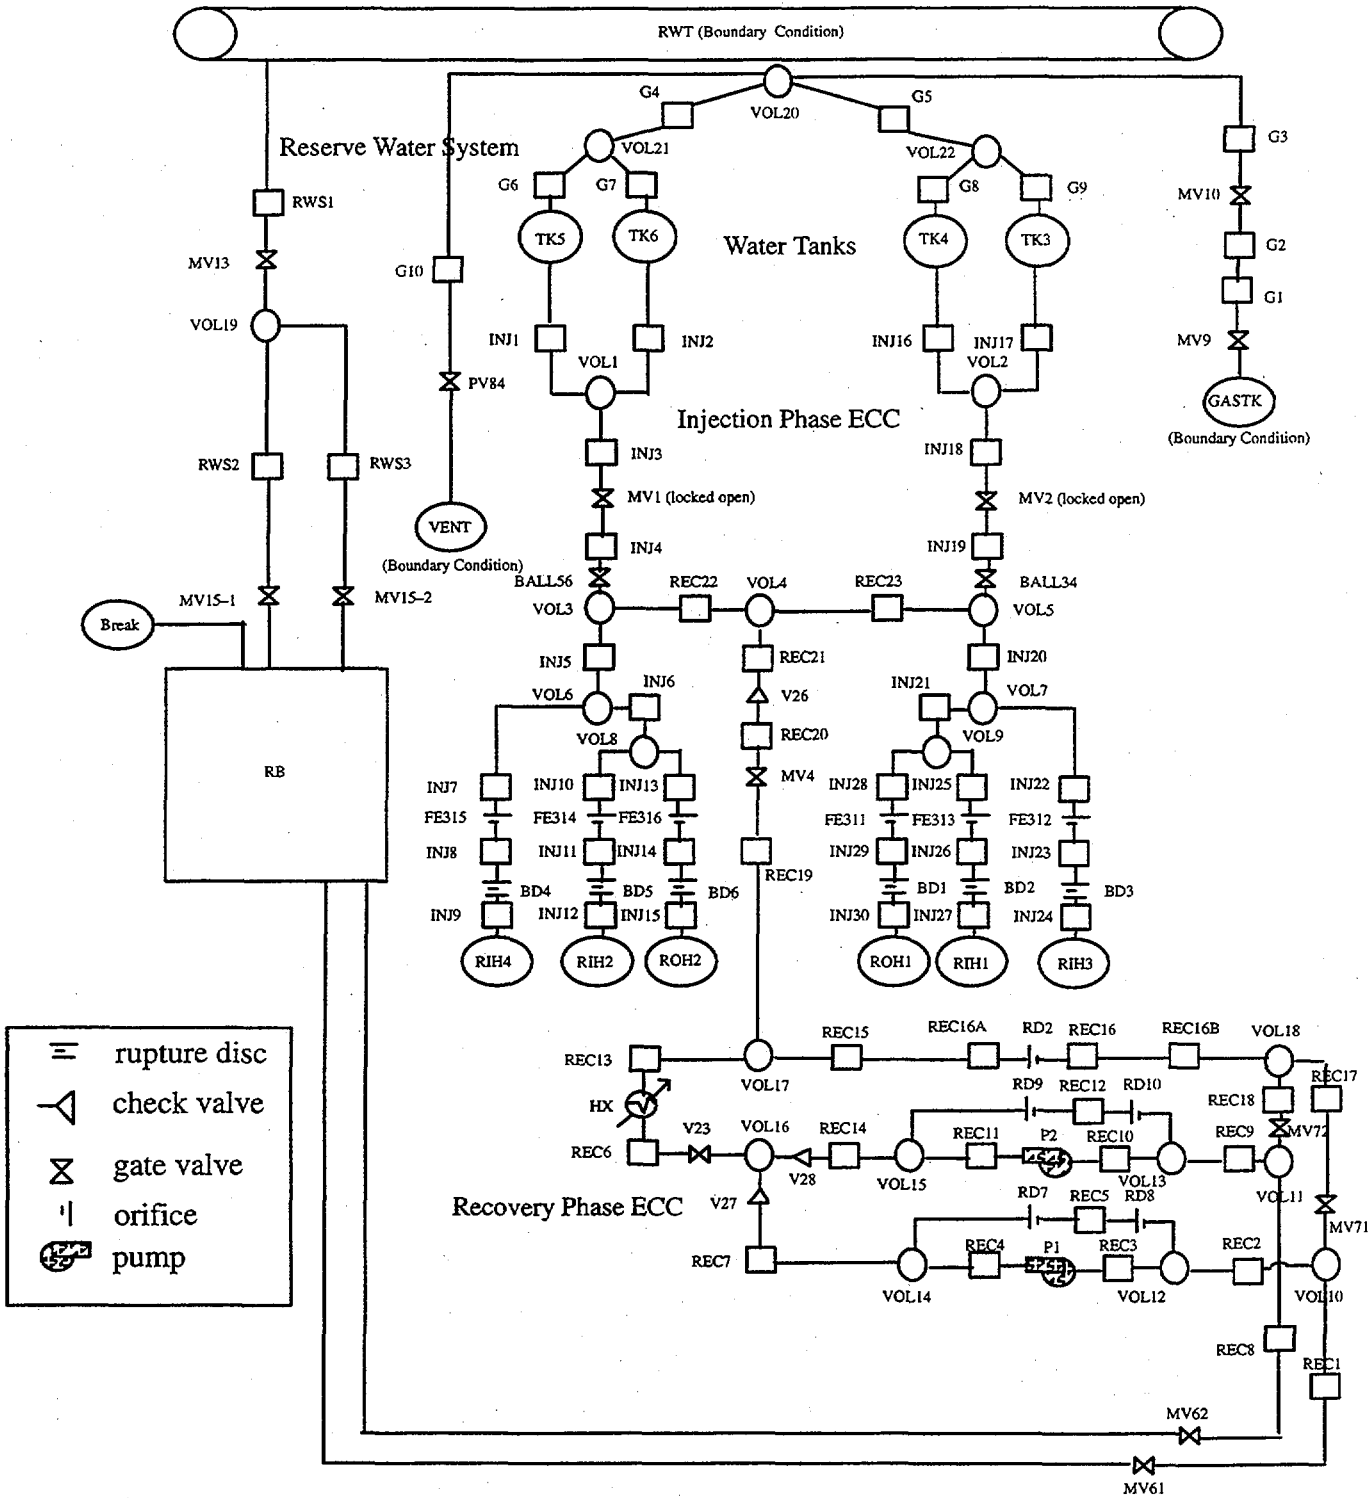 RWT (Boundary Condition)
G4
G5
VOL20
G3
Reserve Water System
VOL21
VOL22
G6
G7
G8
G9
MV10
RWS1
TK5
TK6
Water Tanks
TK4
TK3
G2
MV13
G10
G1
VOL19
INJ1
INJ2
INJ16
INJ17
MV9
VOL1
VOL2
PV84
GASTK
Injection Phase ECC
(Boundary Condition)
RWS2
RWS3
INJ3
INJ18
MV1 (locked open)
MV2 (locked open)
VENT
INJ4
INJ19
(Boundary Condition)
BALL56
REC22
VOL4
REC23
BALL34
MV15-1
MV15-2
VOL3
VOL5
Break
INJ5
REC21
INJ20
INJ6
INJ21
VOL6
V26
VOL7
VOL8
REC20
VOL9
RB
MV4
INJ7
INJ10
INJ13
INJ28
INJ25
INJ22
FE315
FE314
FE316
FE311
FE313
FE312
INJ8
INJ11
INJ14
REC19
INJ29
INJ26
INJ23
BD4
BD5
BD6
BD1
BD2
BD3
INJ9
INJ12
INJ15
INJ30
INJ27
INJ24
RIH4
RIH2
ROH2
ROH1
RIH1
RIH3
rupture disc
check valve
gate valve
orifice
pump
REC13
VOL17
REC15
REC16A
RD2
REC16
REC16B
VOL18
REC17
RD9
REC12
RD10
REC18
HX
MV72
V23
VOL16
REC14
REC11
P2
REC10
REC9
REC6
V28
VOL15
VOL13
VOL11
V27
RD7
REC5
RD8
Recovery Phase ECC
MV71
REC7
REC4
P1
REC3
REC2
VOL14
VOL12
VOL10
REC8
REC1
MV62
MV61